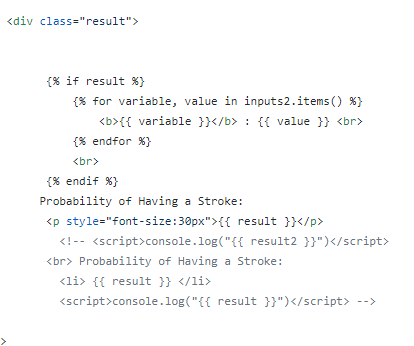 <div class="result">
{% if result %}
{% for variable, value in inputs2.items() %}
<b>{{ variable }}</b> : {{ value }} <br>
{% endfor %}
<br>
{% endif %}
Probability of Having a Stroke:
<p style="font-size:30px">{{ result }}</p>
<!-- <script>console.log("{{ result2 }}")</script>
<br> Probability of Having a Stroke:
<li> {{ result }} </li>
<script>console.log("{{ result }}")</script> -->
>